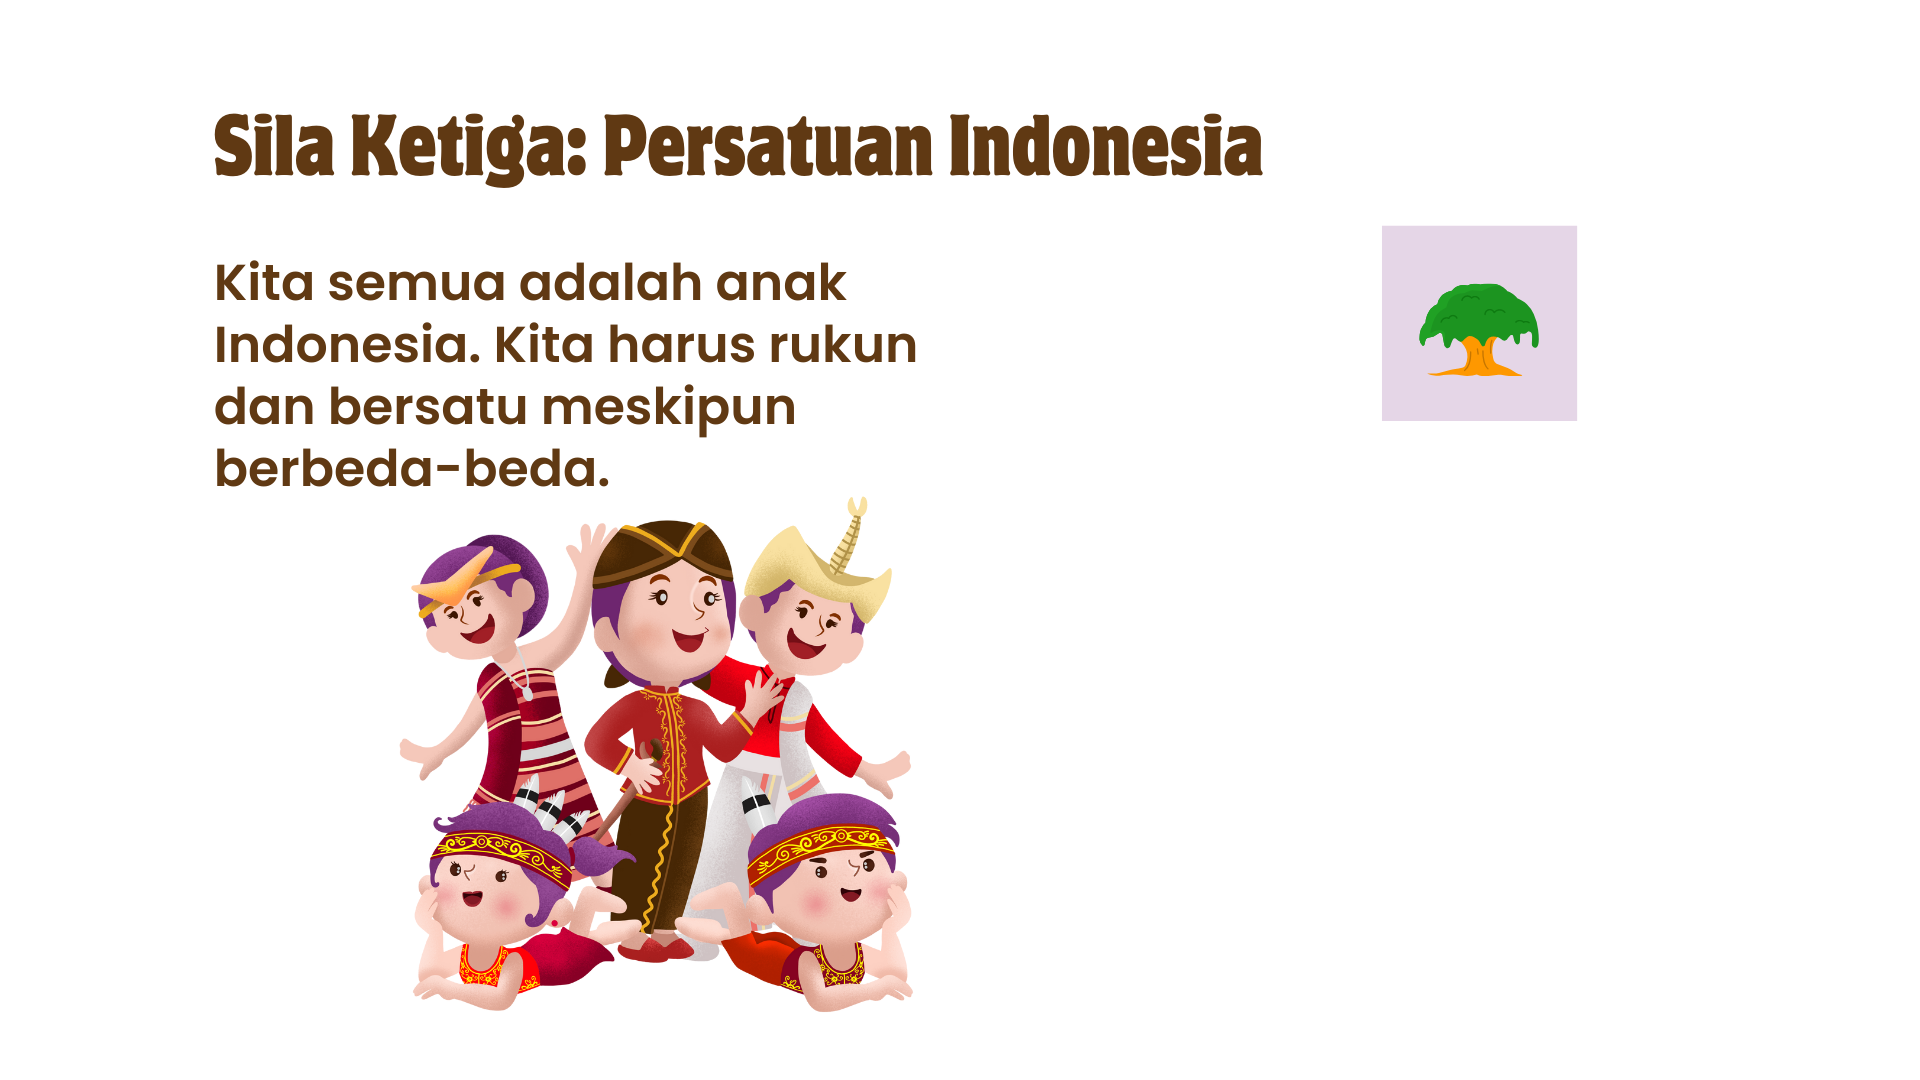 Sila Ketiga: Persatuan Indonesia
Kita semua adalah anak
Indonesia. Kita harus rukun
dan bersatu meskipun
berbeda-beda.